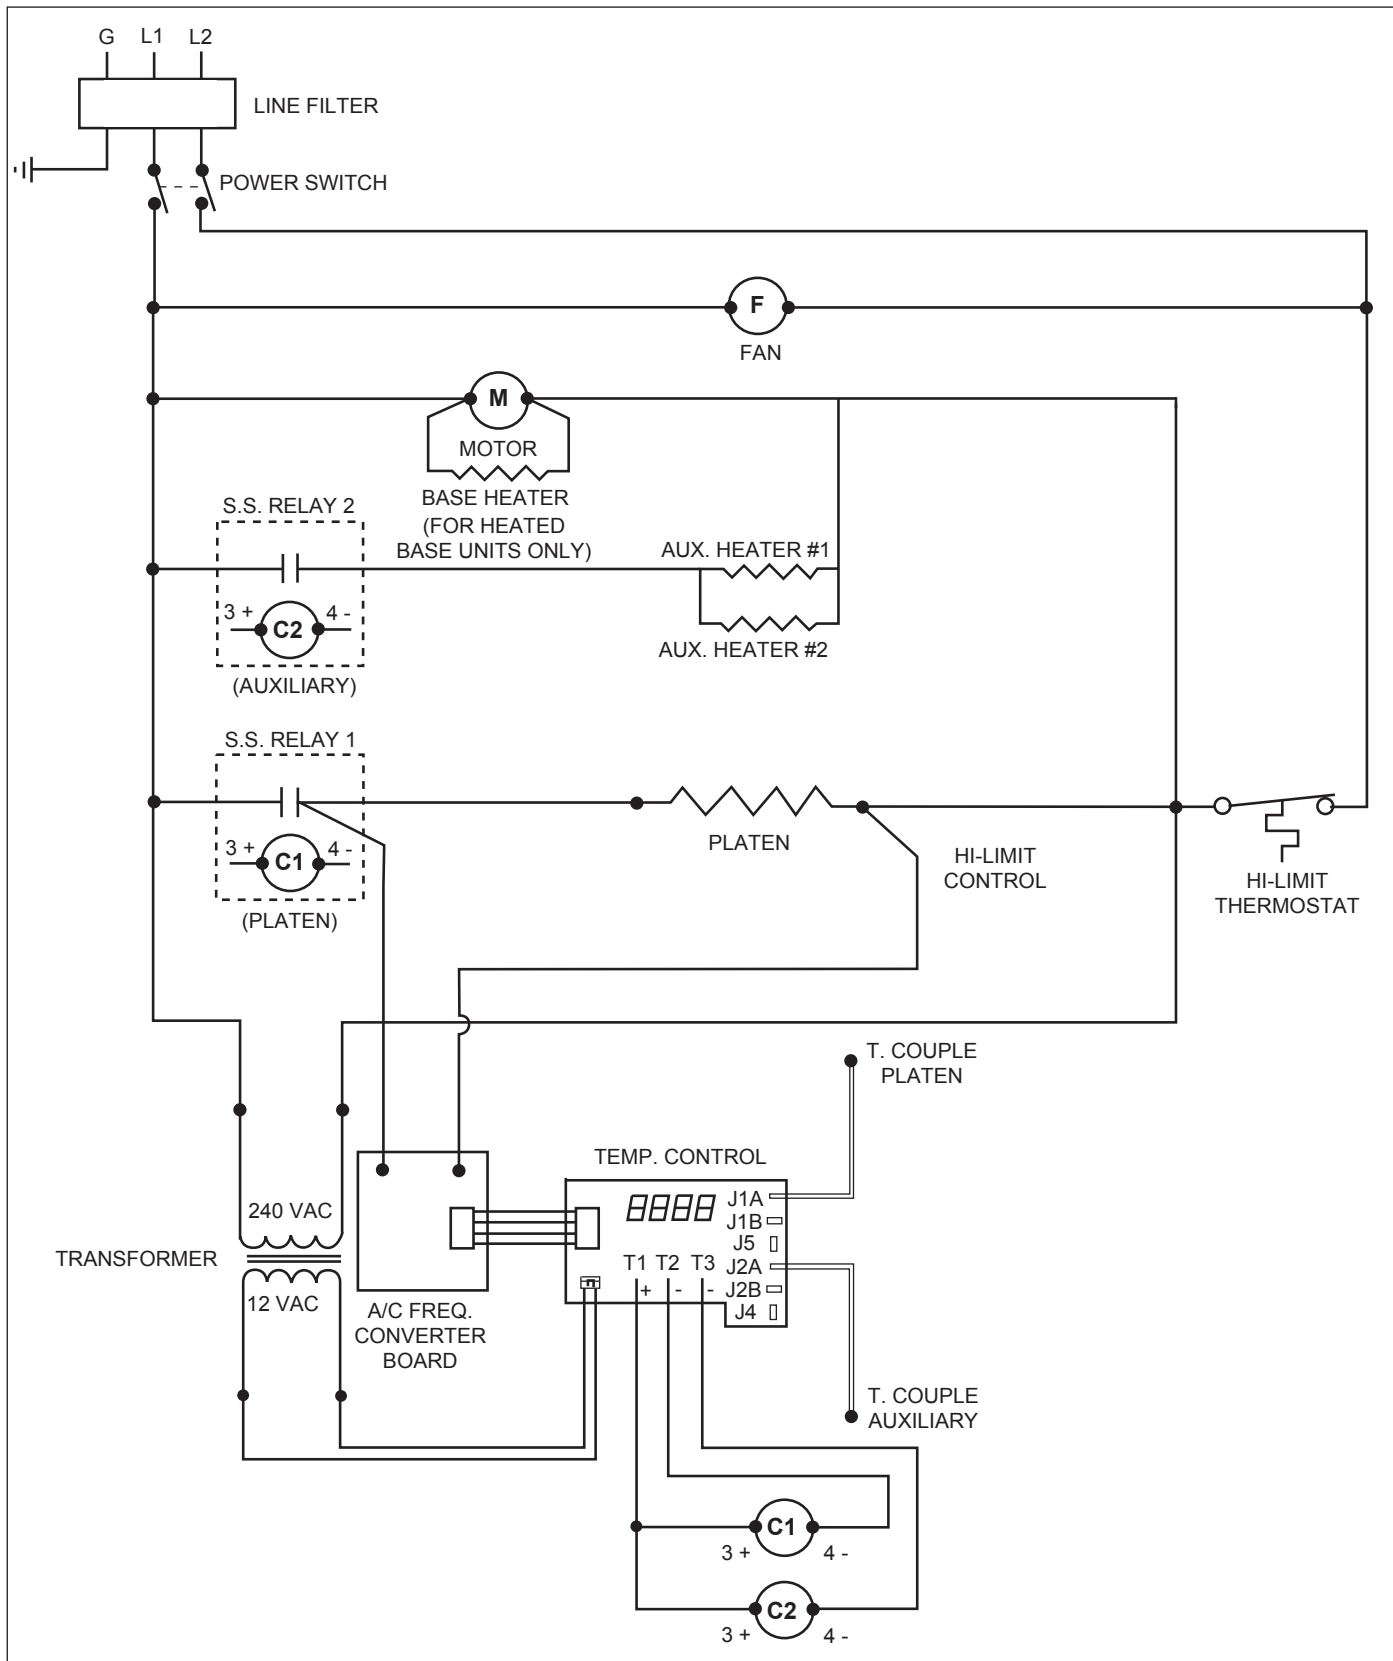 G L1 L2
LINE FILTER
POWER SWITCH
F
FAN
M
MOTOR
BASE HEATER
(FOR HEATED
BASE UNITS ONLY)
S.S. RELAY 2
3 + C2 4 -
(AUXILIARY)
AUX. HEATER #1
AUX. HEATER #2
S.S. RELAY 1
3 + C1 4 -
(PLATEN)
PLATEN
HI-LIMIT
CONTROL
HI-LIMIT
THERMOSTAT
T. COUPLE
PLATEN
TEMP. CONTROL
8888
J1A
J1B
J5
J2A
J2B
J4
T1 T2 T3
+ - -
240 VAC
TRANSFORMER
12 VAC
A/C FREQ.
CONVERTER
BOARD
T. COUPLE
AUXILIARY
C1
3 + 4 -
C2
3 + 4 -